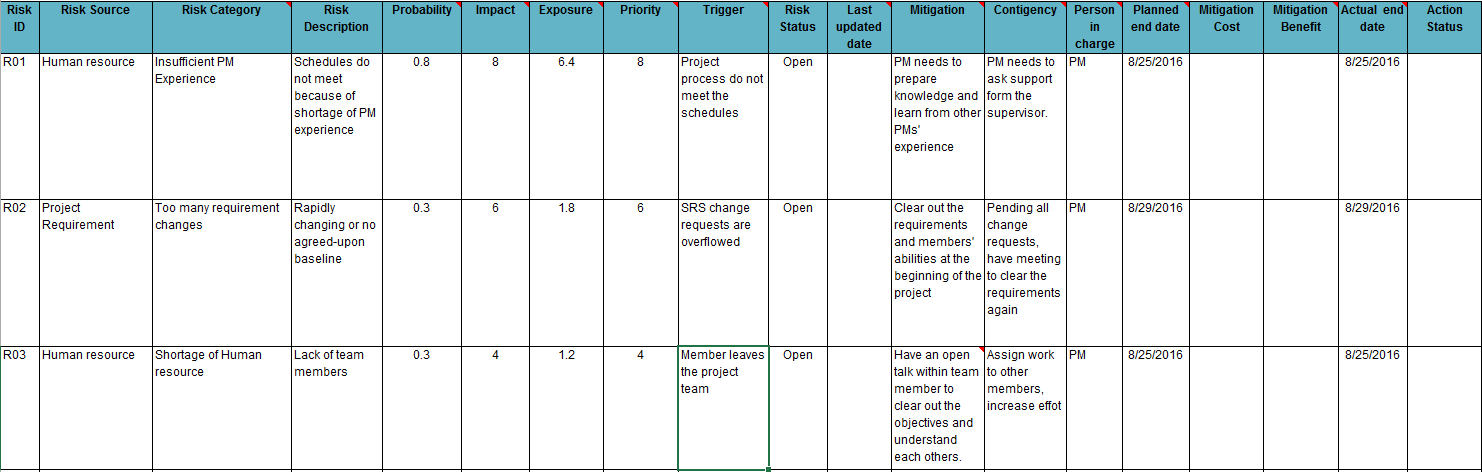 Risk ID | Risk Source | Risk Category | Risk Description | Probability | Impact | Exposure | Priority | Trigger | Risk Status | Last updated date | Mitigation | Contigency | Person in charge | Planned end date | Mitigation Cost | Mitigation Benefit | Actual end date | Action Status
R01
Human resource
Insufficient PM
Experience
Schedules do
not meet
because of
shortage of PM
experience
0.8
8
6.4
8
Project
process do not
meet the
schedules
Open
PM needs to
prepare
knowledge and
learn from other
PMs'
experience
PM needs to
ask support
form the
supervisor.
PM
8/25/2016
8/25/2016
R02
Project
Requirement
Too many requirement
changes
Rapidly
changing or no
agreed-upon
baseline
0.3
6
1.8
6
SRS change
requests are
overflowed
Open
Clear out the
requirements
and members'
abilities at the
beginning of the
project
Pending all
change
requests,
have meeting
to clear the
requirements
again
PM
8/29/2016
8/29/2016
R03
Human resource
Shortage of Human
resource
Lack of team
members
0.3
4
1.2
4
Member leaves
the project
team
Open
Have an open
talk within team
member to
clear out the
objectives and
understand
each others.
Assign work
to other
members,
increase effot
PM
8/25/2016
8/25/2016